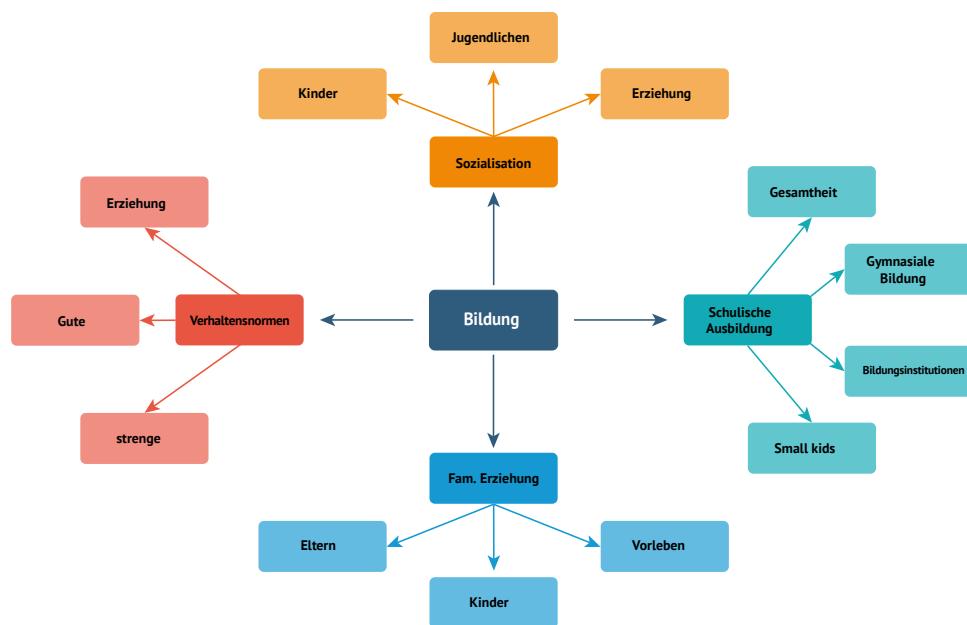 Jugendlichen
Kinder
Erziehung
Sozialisation
Erziehung
Gesamtheit
Gymnasiale
Bildung
Gute
Verhaltensnormen
Bildung
Schulische
Ausbildung
Bildungsinstitutionen
strenge
Small kids
Fam. Erziehung
Eltern
Vorleben
Kinder